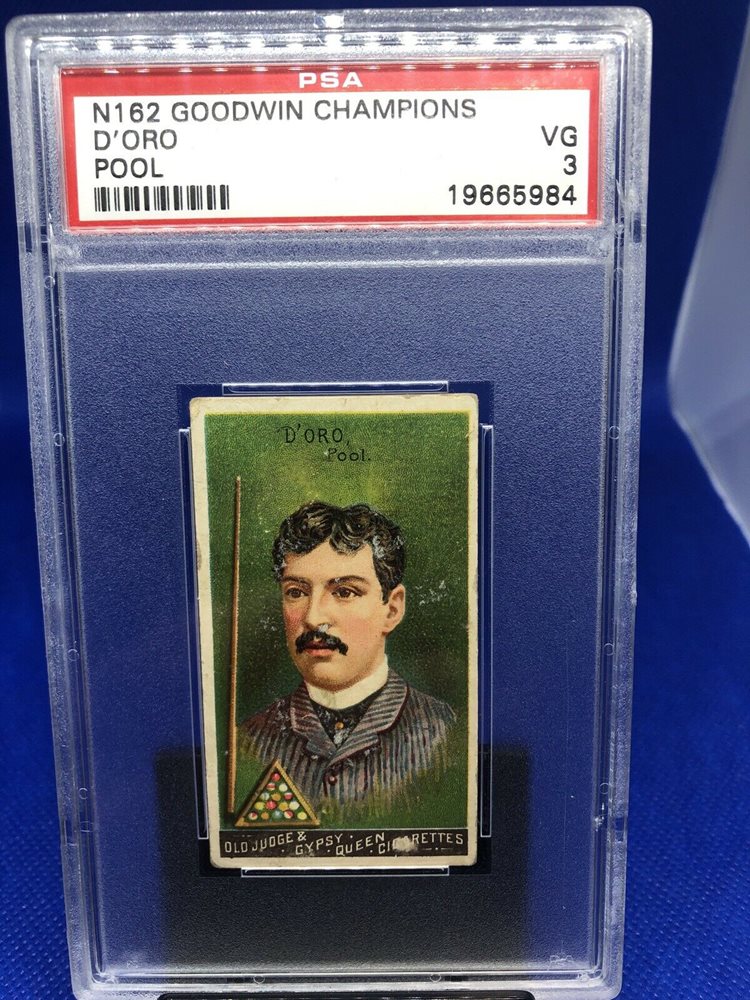 PSA
N162 GOODWIN CHAMPIONS
D'ORO VG
POOL 3
19665984
D'ORO,
Pool.
OLD JUDGE &
GYPSY · QUEEN · CIGARETTES